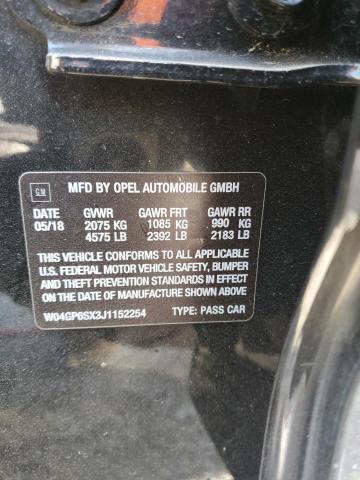 GM MFD BY OPEL AUTOMOBILE GMBH
DATE GVWR GAWR FRT GAWR RR
05/18 2075 KG 1085 KG 990 KG
4575 LB 2392 LB 2183 LB
THIS VEHICLE CONFORMS TO ALL APPLICABLE
U.S. FEDERAL MOTOR VEHICLE SAFETY, BUMPER
AND THEFT PREVENTION STANDARDS IN EFFECT
ON THE DATE OF MANUFACTURE SHOWN ABOVE.
W04GP6SX3J1152254 TYPE: PASS CAR